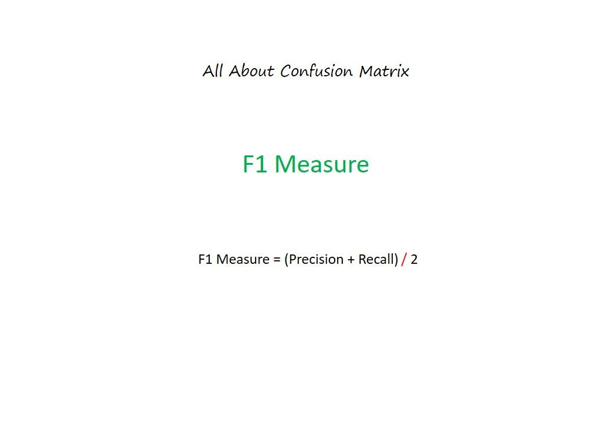 All About Confusion Matrix
F1 Measure
F1 Measure = (Precision + Recall) / 2